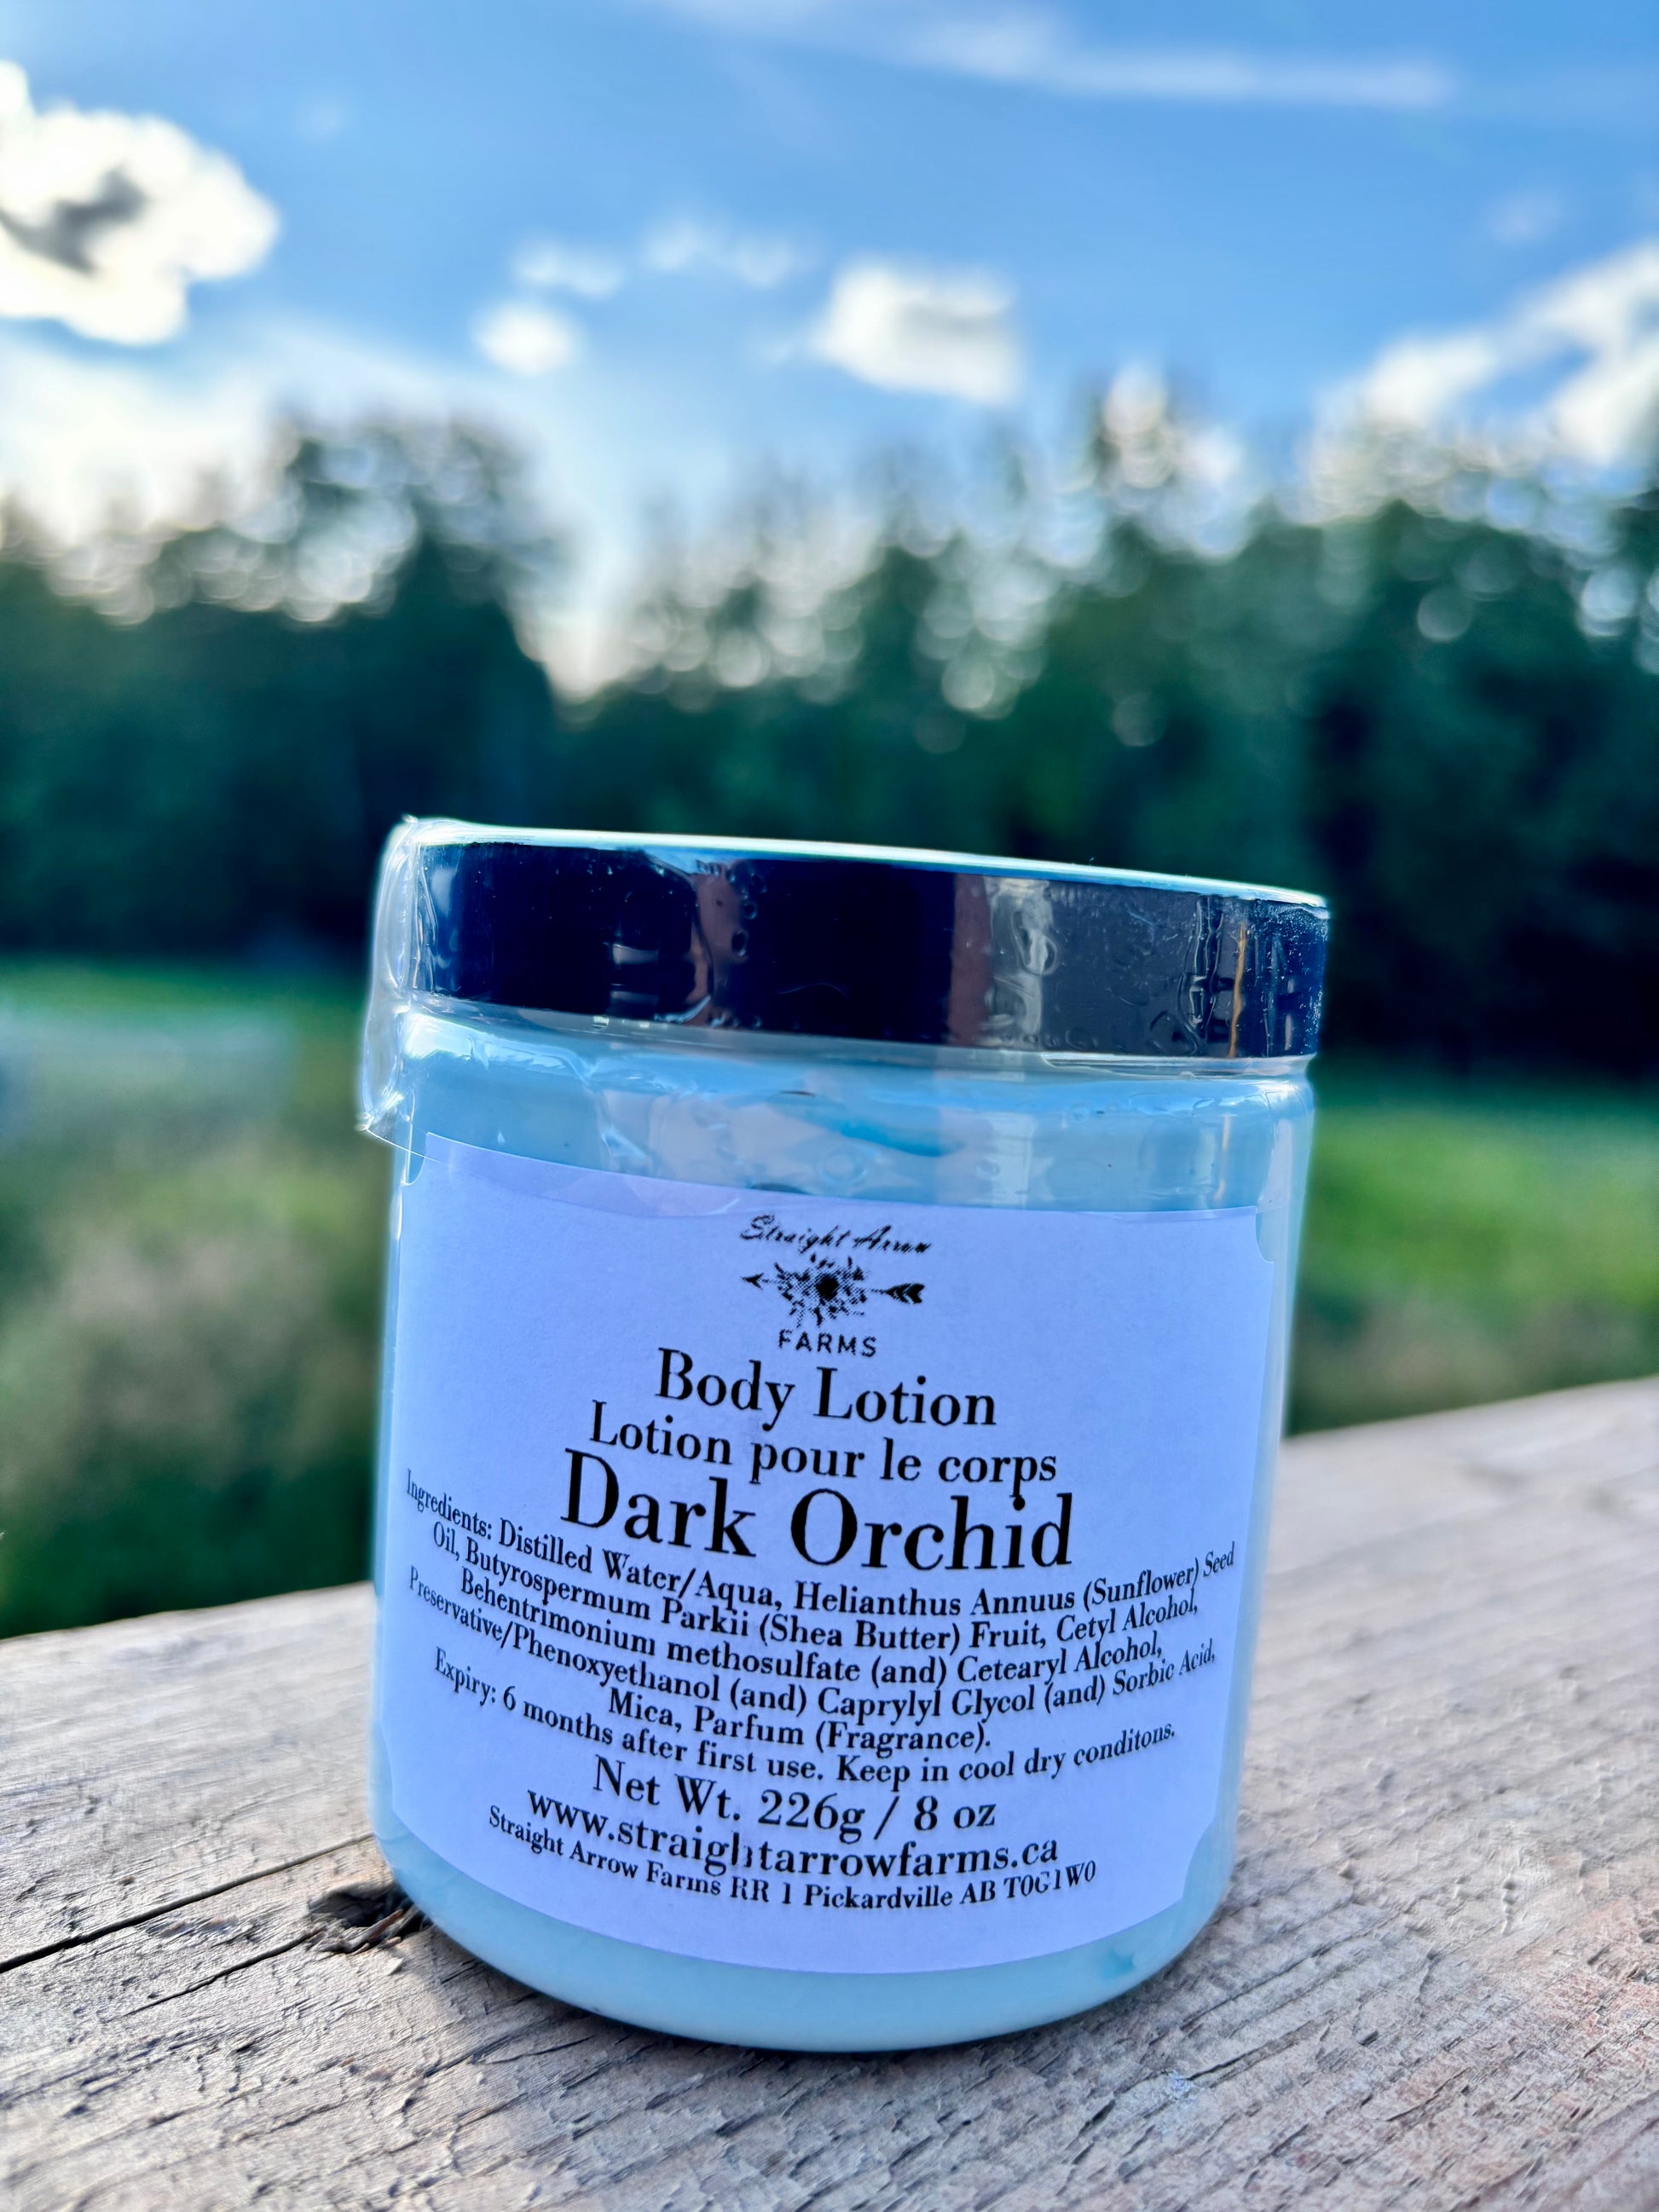 Straight Arrow
FARMS
Body Lotion
Lotion pour le corps
Dark Orchid
Ingredients: Distilled Water/Aqua, Helianthus Annuus (Sunflower) Seed
Oil, Butyrospermum Parkii (Shea Butter) Fruit, Cetyl Alcohol,
Behentrimonium methosulfate (and) Cetearyl Alcohol,
Preservative/Phenoxyethanol (and) Caprylyl Glycol (and) Sorbic Acid,
Mica, Parfum (Fragrance).
Expiry: 6 months after first use. Keep in cool dry conditons.
Net Wt. 226g / 8 oz
www.straightarrowfarms.ca
Straight Arrow Farms RR 1 Pickardville AB T0G1W0